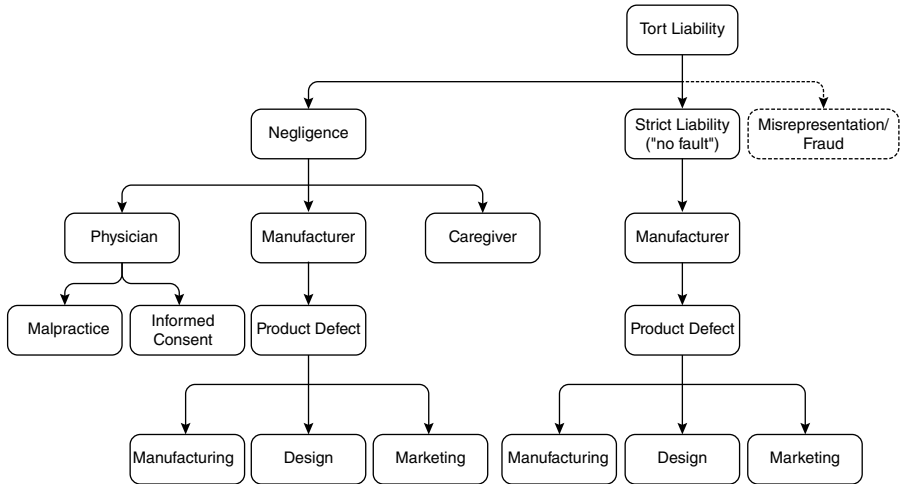 Tort Liability
Negligence
Strict Liability
("no fault")
Misrepresentation/
Fraud
Physician
Manufacturer
Caregiver
Manufacturer
Malpractice
Informed
Consent
Product Defect
Product Defect
Manufacturing
Design
Marketing
Manufacturing
Design
Marketing